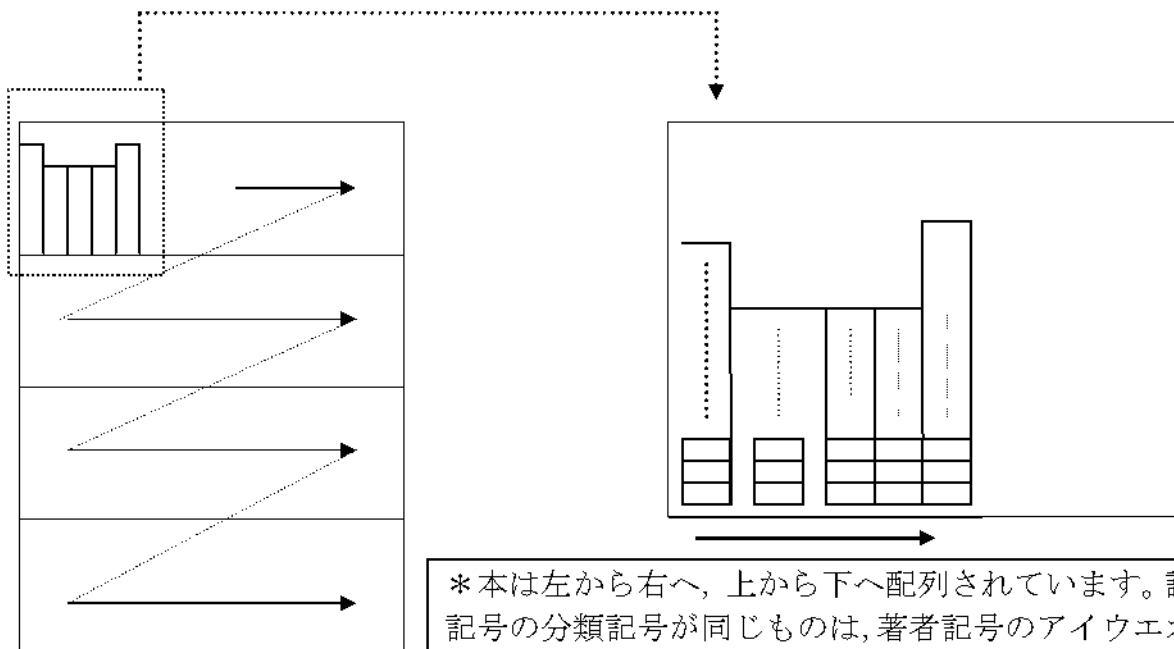 ＊本は左から右へ, 上から下へ配列されています。
記号の分類記号が同じものは, 著者記号のアイウエ